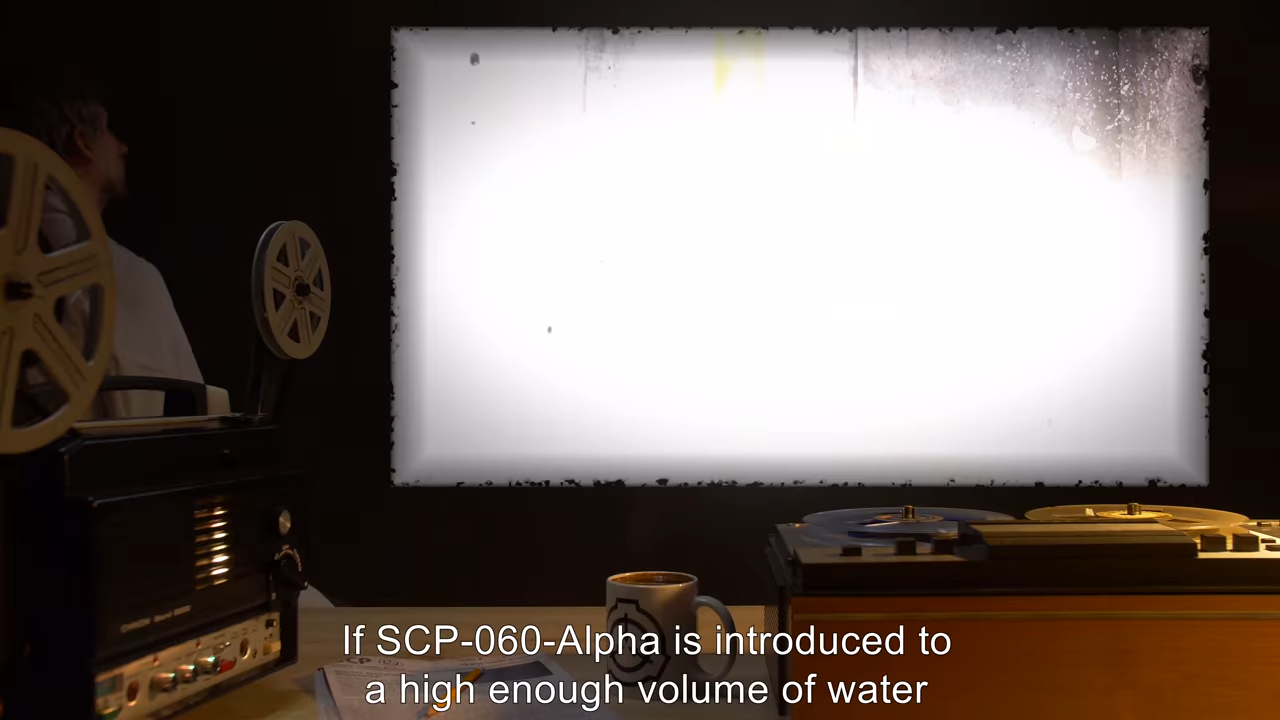 If SCP-060-Alpha is introduced to
a high enough volume of water